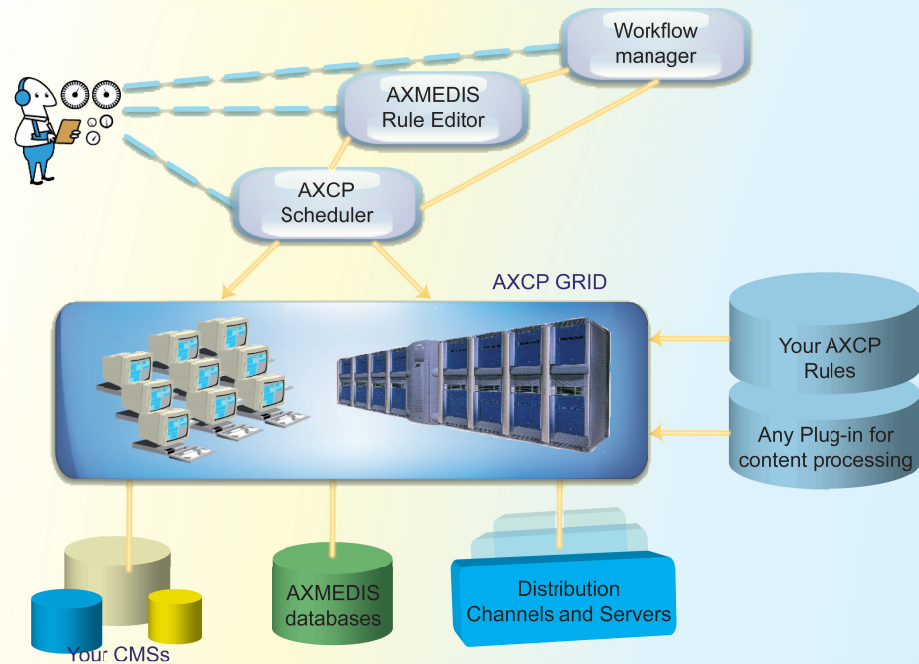 Workflow
manager
AXMEDIS
Rule Editor
AXCP
Scheduler
AXCP GRID
Your AXCP
Rules
Any Plug-in for
content processing
AXMEDIS
databases
Distribution
Channels and Servers
Your CMSs